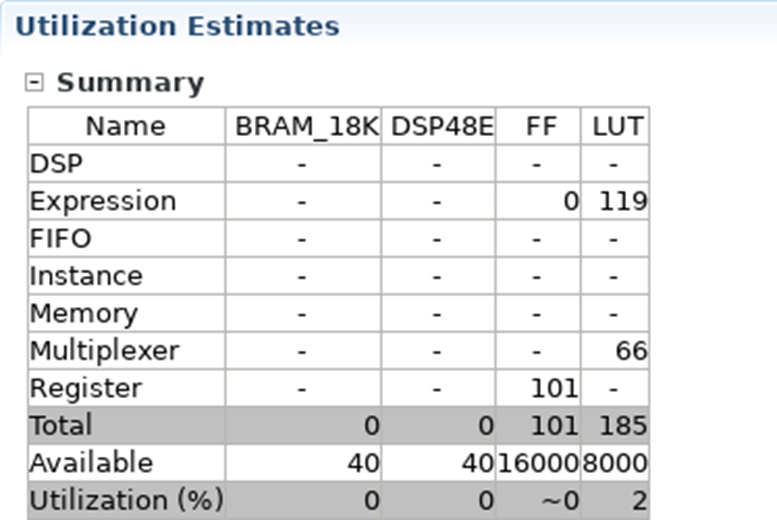 Utilization Estimates
Summary
Name BRAM_18K DSP48E FF LUT
DSP - - - -
Expression - - 0 119
FIFO - - - -
Instance - - - -
Memory - - - -
Multiplexer - - - 66
Register - - 101 -
Total 0 0 101 185
Available 40 40 16000 8000
Utilization (%) 0 0 ~0 2